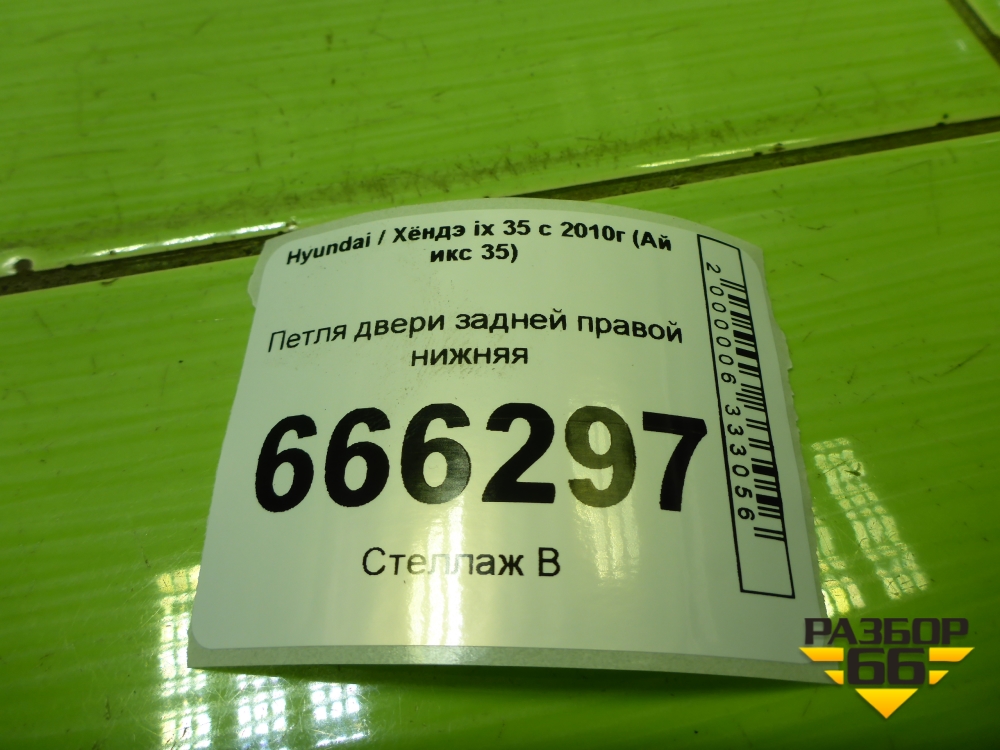 Hyundai / Хёндэ ix 35 с 2010г (Ай
икс 35)
Петля двери задней правой
нижняя
666297
Стеллаж В
2000006333056
РАЗБОР
66